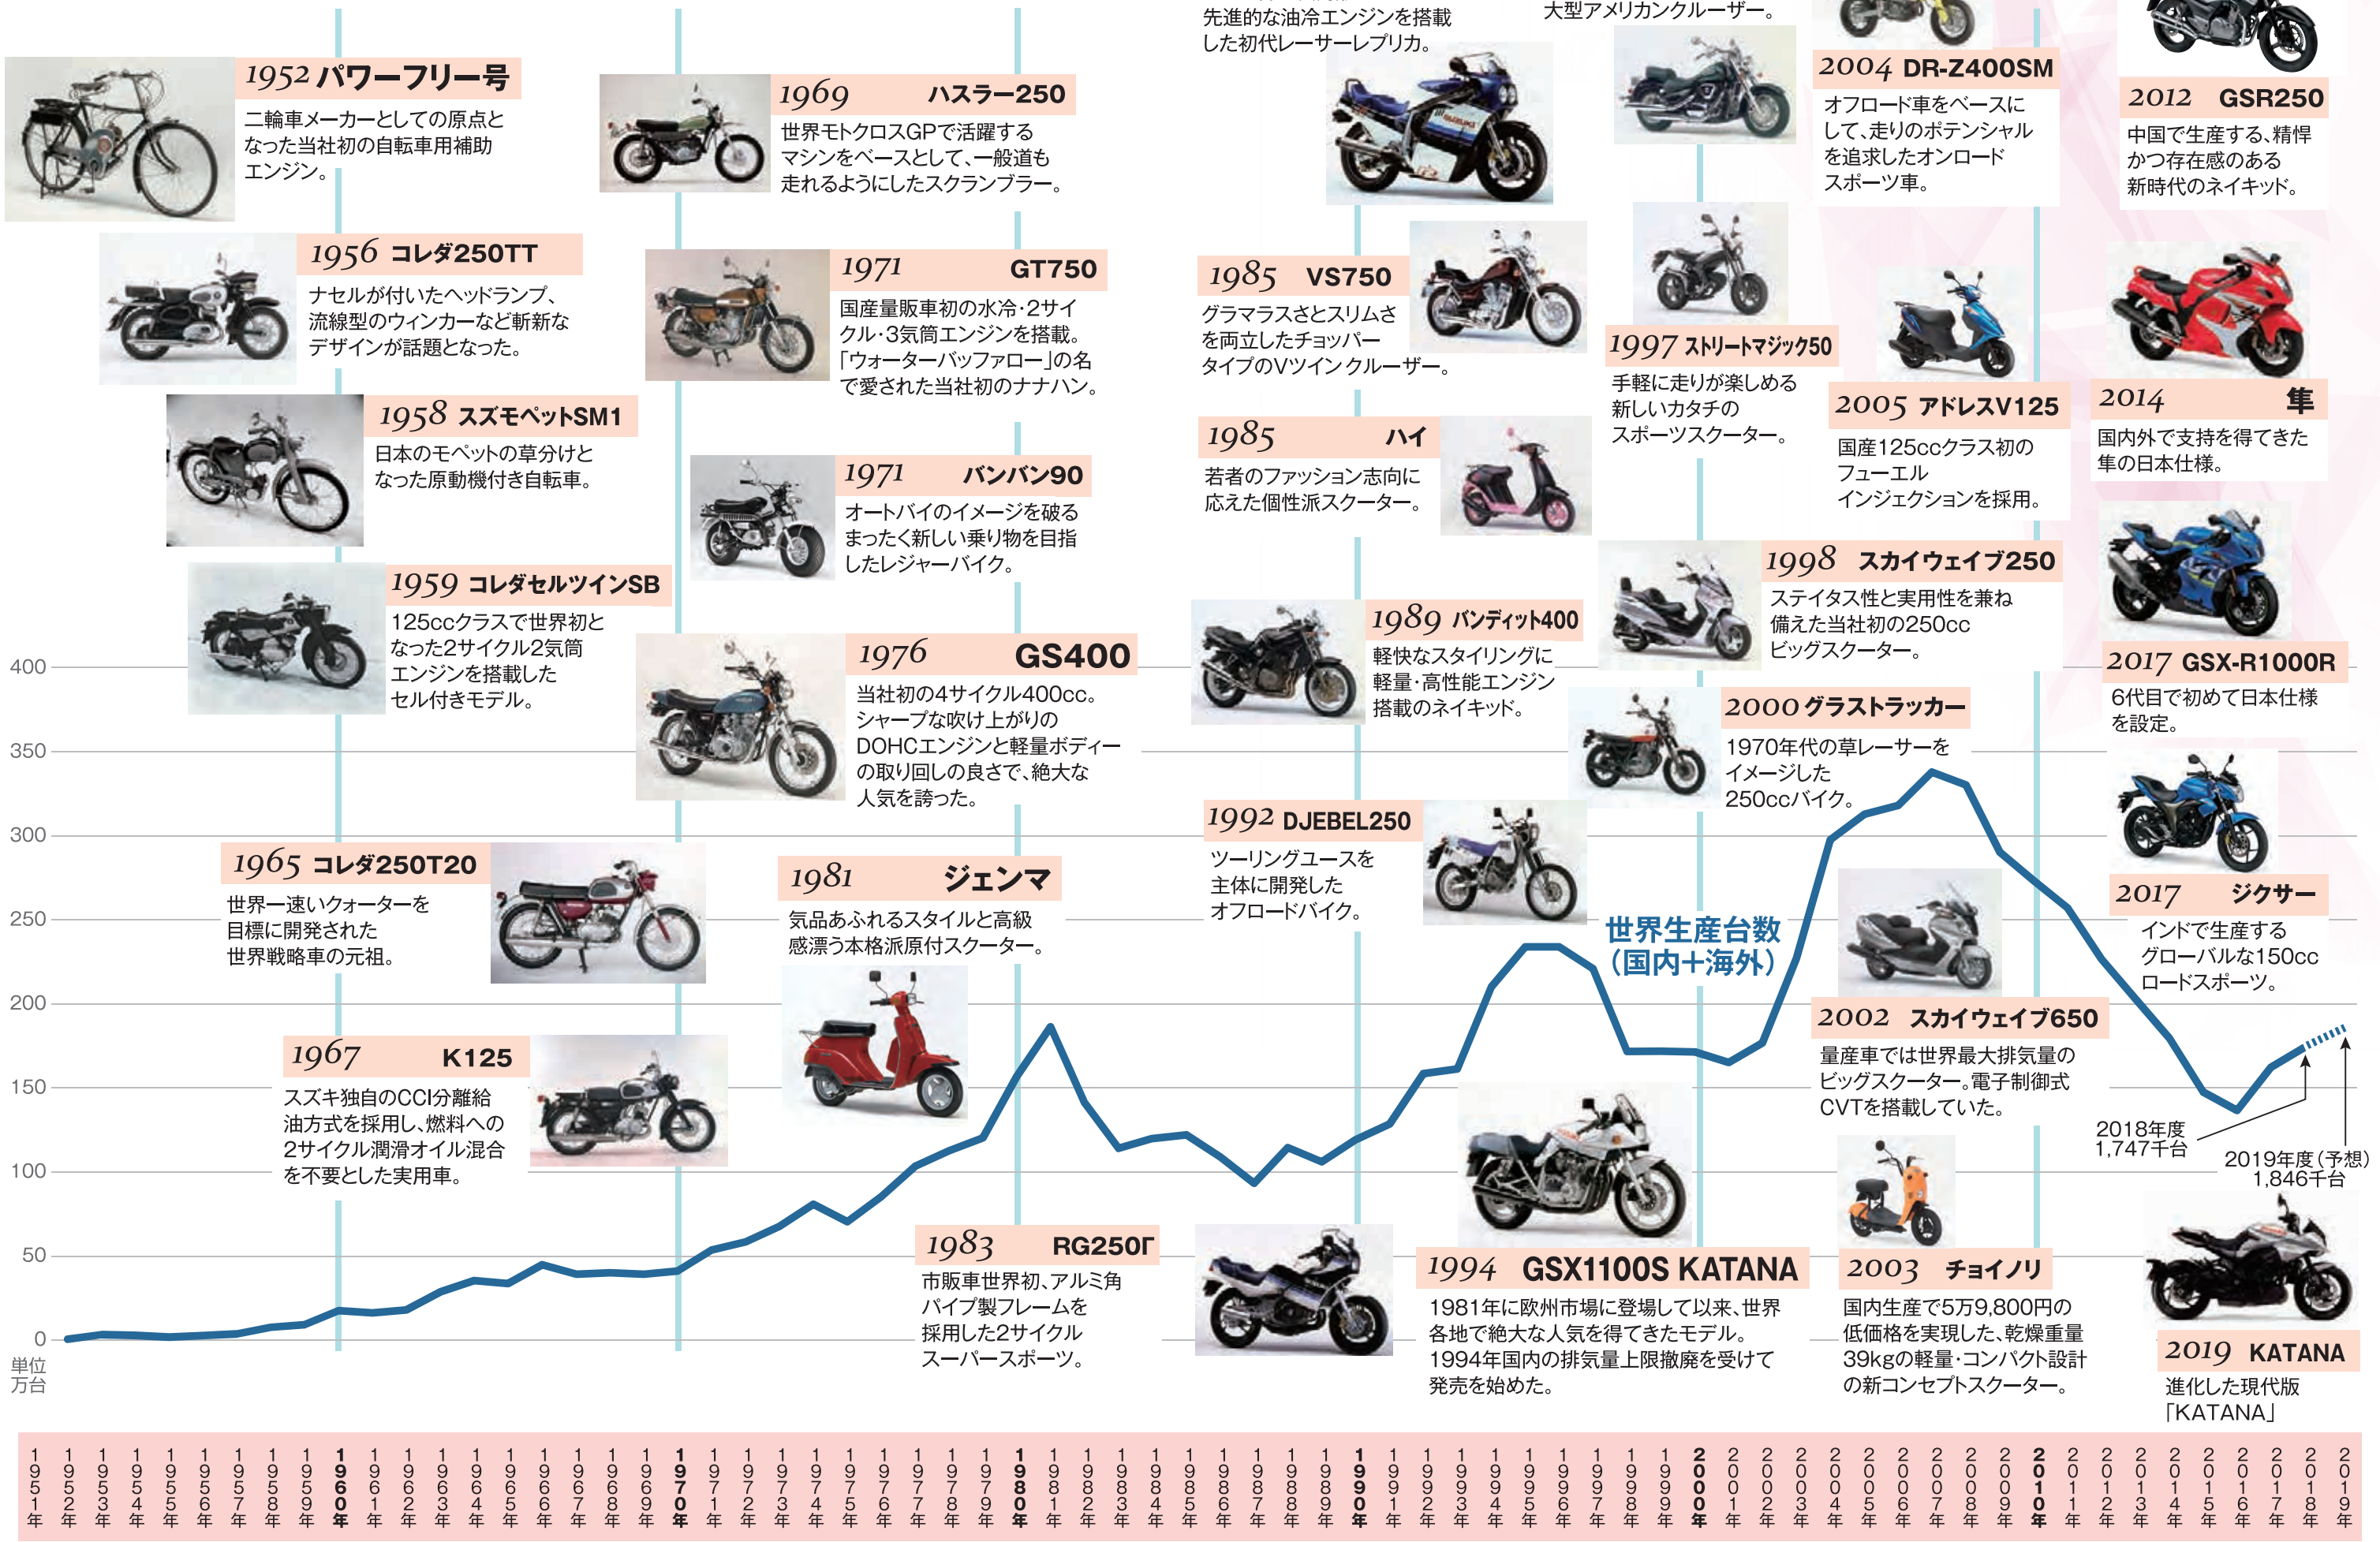 先進的な油冷エンジンを搭載
した初代レーサーレプリカ。
大型アメリカンクルーザー。
1952 パワーフリー号
二輪車メーカーとしての原点と
なった当社初の自転車用補助
エンジン。
1956 コレダ250TT
ナセルが付いたヘッドランプ、
流線型のウィンカーなど斬新な
デザインが話題となった。
1958 スズモペットSM1
日本のモペットの草分けと
なった原動機付き自転車。
1959 コレダセルツインSB
125ccクラスで世界初と
なった2サイクル2気筒
エンジンを搭載した
セル付きモデル。
1965 コレダ250T20
世界一速いクォーターを
目標に開発された
世界戦略車の元祖。
1967 K125
スズキ独自のCCI分離給
油方式を採用し、燃料への
2サイクル潤滑オイル混合
を不要とした実用車。
1969 ハスラー250
世界モトクロスGPで活躍する
マシンをベースとして、一般道も
走れるようにしたスクランブラー。
1971 GT750
国産量販車初の水冷・2サイ
クル・3気筒エンジンを搭載。
「ウォーターバッファロー」の名
で愛された当社初のナナハン。
1971 バンバン90
オートバイのイメージを破る
まったく新しい乗り物を目指
したレジャーバイク。
1976 GS400
当社初の4サイクル400cc。
シャープな吹け上がりの
DOHCエンジンと軽量ボディー
の取り回しの良さで、絶大な
人気を誇った。
1981 ジェンマ
気品あふれるスタイルと高級
感漂う本格派原付スクーター。
1983 RG250Γ
市販車世界初、アルミ角
パイプ製フレームを
採用した2サイクル
スーパースポーツ。
SUZUKI
1985 VS750
グラマラスさとスリムさ
を両立したチョッパー
タイプのVツインクルーザー。
1985 ハイ
若者のファッション志向に
応えた個性派スクーター。
1989 バンディット400
軽快なスタイリングに
軽量・高性能エンジン
搭載のネイキッド。
1992 DJEBEL250
ツーリングユースを
主体に開発した
オフロードバイク。
1994 GSX1100S KATANA
1981年に欧州市場に登場して以来、世界
各地で絶大な人気を得てきたモデル。
1994年国内の排気量上限撤廃を受けて
発売を始めた。
1997 ストリートマジック50
手軽に走りが楽しめる
新しいカタチの
スポーツスクーター。
1998 スカイウェイブ250
ステイタス性と実用性を兼ね
備えた当社初の250cc
ビッグスクーター。
2000 グラストラッカー
1970年代の草レーサーを
イメージした
250ccバイク。
2002 スカイウェイブ650
量産車では世界最大排気量の
ビッグスクーター。電子制御式
CVTを搭載していた。
2003 チョイノリ
国内生産で5万9,800円の
低価格を実現した、乾燥重量
39kgの軽量・コンパクト設計
の新コンセプトスクーター。
2004 DR-Z400SM
オフロード車をベースに
して、走りのポテンシャル
を追求したオンロード
スポーツ車。
2005 アドレスV125
国産125ccクラス初の
フューエル
インジェクションを採用。
2012 GSR250
中国で生産する、精悍
かつ存在感のある
新時代のネイキッド。
2014 隼
国内外で支持を得てきた
隼の日本仕様。
2017 GSX-R1000R
6代目で初めて日本仕様
を設定。
2017 ジクサー
インドで生産する
グローバルな150cc
ロードスポーツ。
2019 KATANA
進化した現代版
「KATANA」
世界生産台数
（国内＋海外）
2018年度
1,747千台
2019年度（予想）
1,846千台
400
350
300
250
200
150
100
50
0
単位
万台
1951年
1952年
1953年
1954年
1955年
1956年
1957年
1958年
1959年
1960年
1961年
1962年
1963年
1964年
1965年
1966年
1967年
1968年
1969年
1970年
1971年
1972年
1973年
1974年
1975年
1976年
1977年
1978年
1979年
1980年
1981年
1982年
1983年
1984年
1985年
1986年
1987年
1988年
1989年
1990年
1991年
1992年
1993年
1994年
1995年
1996年
1997年
1998年
1999年
2000年
2001年
2002年
2003年
2004年
2005年
2006年
2007年
2008年
2009年
2010年
2011年
2012年
2013年
2014年
2015年
2016年
2017年
2018年
2019年